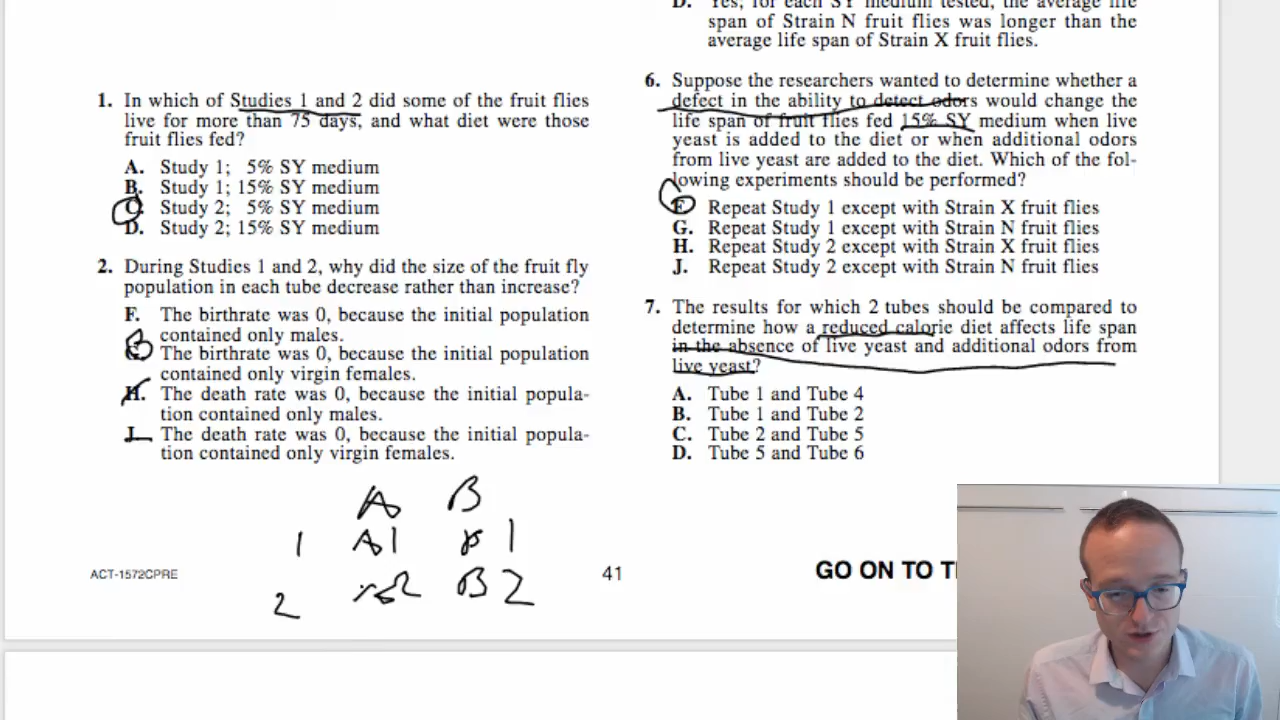 1. In which of Studies 1 and 2 did some of the fruit flies
live for more than 75 days, and what diet were those
fruit flies fed?
A. Study 1; 5% SY medium
B. Study 1; 15% SY medium
C. Study 2; 5% SY medium
D. Study 2; 15% SY medium
2. During Studies 1 and 2, why did the size of the fruit fly
population in each tube decrease rather than increase?
F. The birthrate was 0, because the initial population
contained only males.
G. The birthrate was 0, because the initial population
contained only virgin females.
H. The death rate was 0, because the initial popula-
tion contained only males.
J. The death rate was 0, because the initial popula-
tion contained only virgin females.
A B
1 A1 B1
2 B2
ACT-1572CPRE
41
D. Yes; for each SY medium tested, the average life
span of Strain N fruit flies was longer than the
average life span of Strain X fruit flies.
6. Suppose the researchers wanted to determine whether a
defect in the ability to detect odors would change the
life span of fruit flies fed 15% SY medium when live
yeast is added to the diet or when additional odors
from live yeast are added to the diet. Which of the fol-
lowing experiments should be performed?
F. Repeat Study 1 except with Strain X fruit flies
G. Repeat Study 1 except with Strain N fruit flies
H. Repeat Study 2 except with Strain X fruit flies
J. Repeat Study 2 except with Strain N fruit flies
7. The results for which 2 tubes should be compared to
determine how a reduced calorie diet affects life span
in the absence of live yeast and additional odors from
live yeast?
A. Tube 1 and Tube 4
B. Tube 1 and Tube 2
C. Tube 2 and Tube 5
D. Tube 5 and Tube 6
GO ON TO